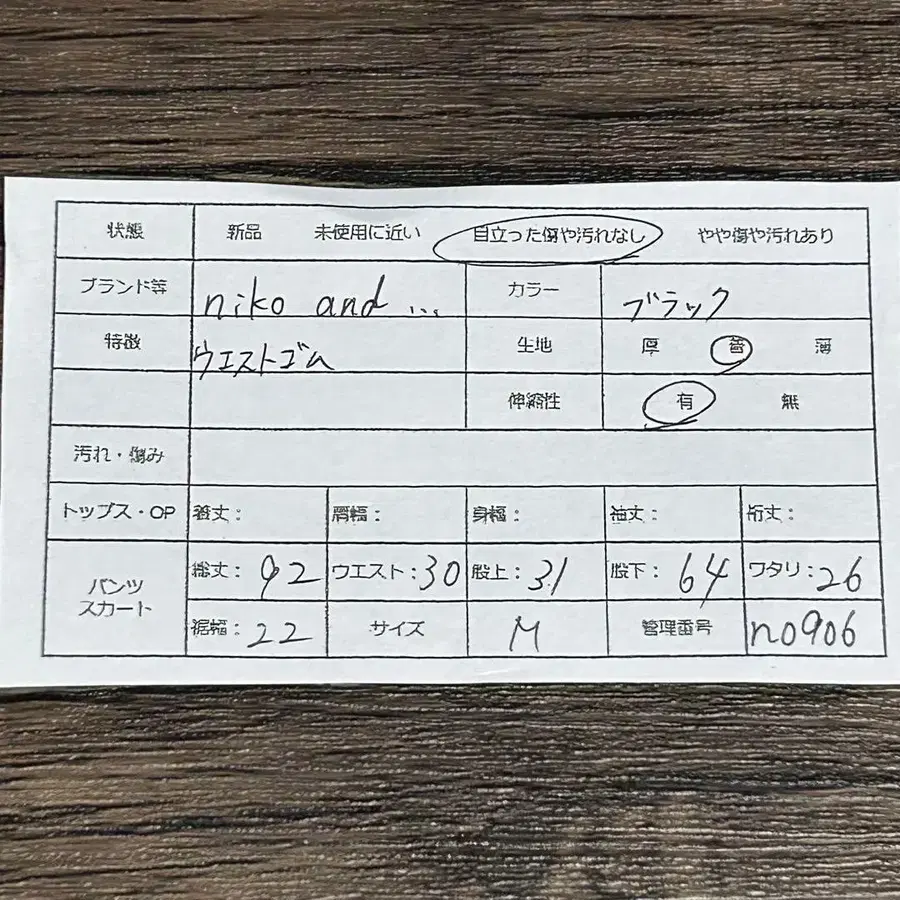 状態 新品 未使用に近い 目立った傷や汚れなし やや傷や汚れあり
ブランド等 niko and ... カラー ブラック
特徴 ウエストゴム 生地 厚 普 薄
伸縮性 有 無
汚れ・傷み
トップス・OP 着丈: 肩幅: 身幅: 袖丈: 裄丈:
パンツ スカート 総丈: 92 ウエスト: 30 股上: 31 股下: 64 ワタリ: 26
裾幅: 22 サイズ M 管理番号 no906